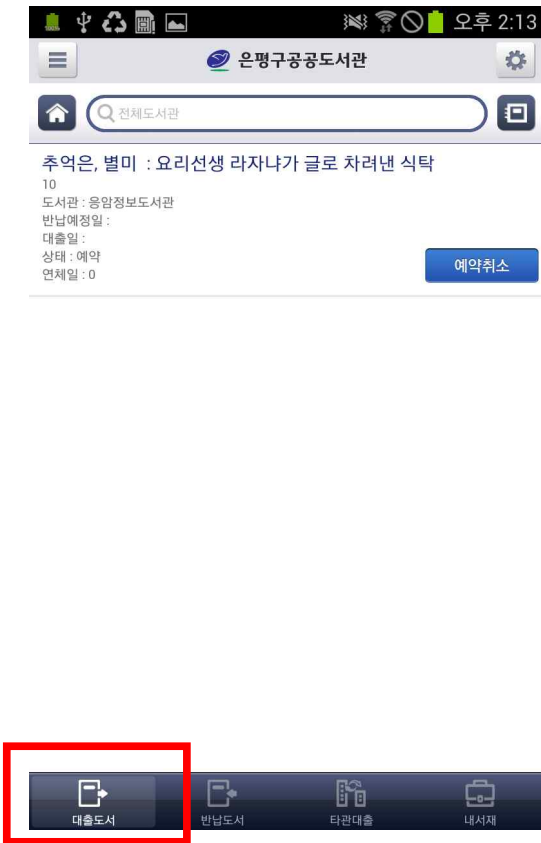 오후 2:13
은평구공공도서관
전체도서관
추억은, 별미 : 요리선생 라자냐가 글로 차려낸 식탁
10
도서관 : 응암정보도서관
반납예정일 :
대출일 :
상태 : 예약
연체일 : 0
예약취소
대출도서 반납도서 타관대출 내서재